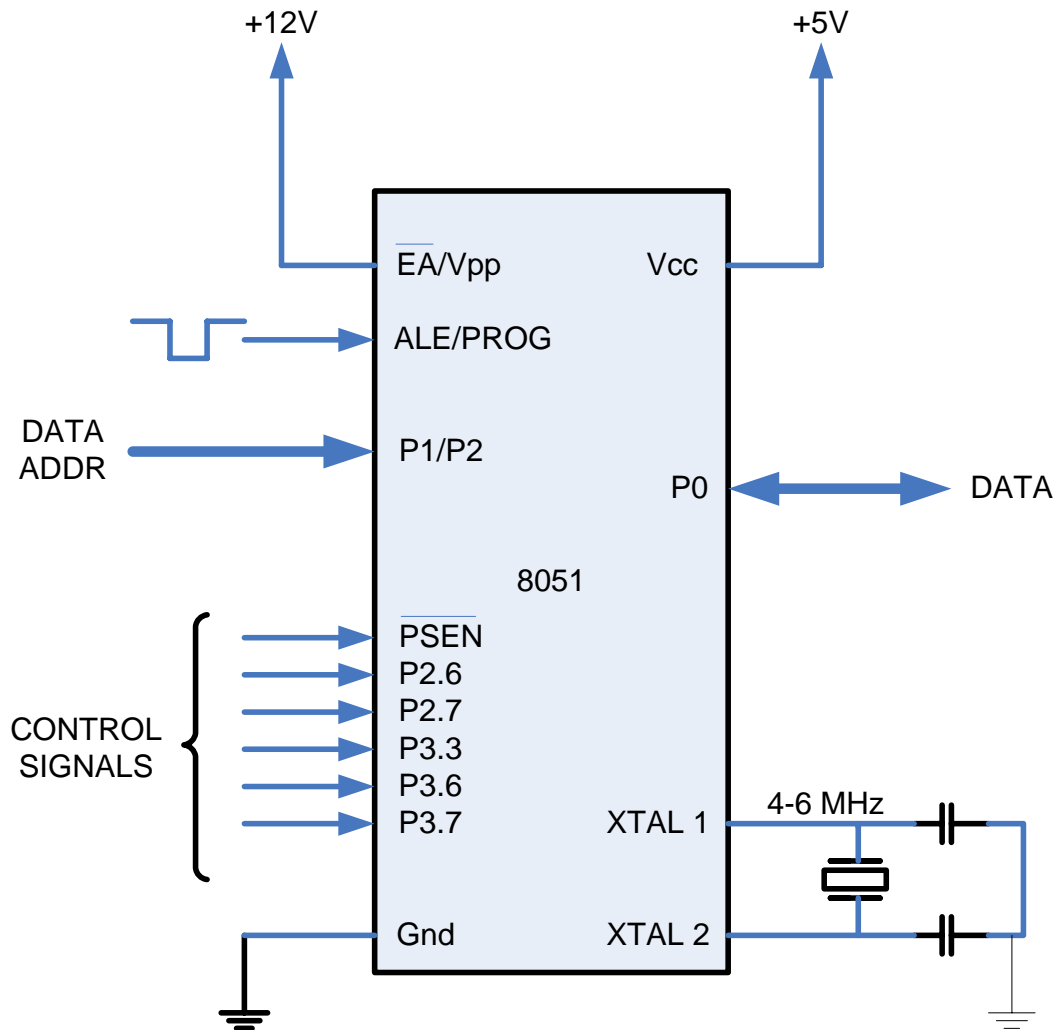 +12V
+5V
EA/Vpp
Vcc
ALE/PROG
DATA
ADDR
P1/P2
P0
DATA
8051
PSEN
P2.6
P2.7
CONTROL
SIGNALS
P3.3
P3.6
P3.7
4-6 MHz
XTAL 1
Gnd
XTAL 2